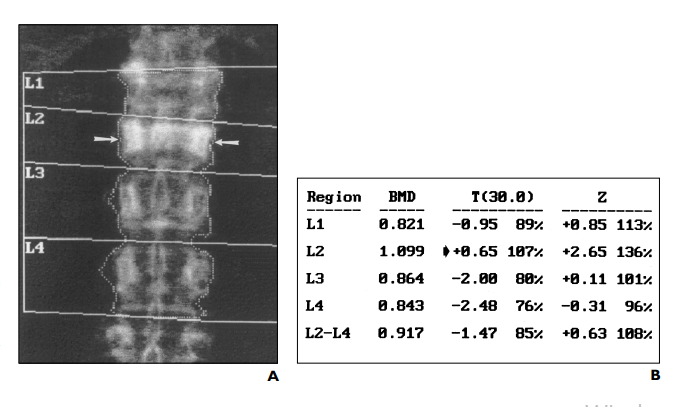 L1
L2
L3
L4
A
Region BMD T(30.0) Z
L1 0.821 -0.95 89% +0.85 113%
L2 1.099 +0.65 107% +2.65 136%
L3 0.864 -2.00 80% +0.11 101%
L4 0.843 -2.48 76% -0.31 96%
L2-L4 0.917 -1.47 85% +0.63 108%
B